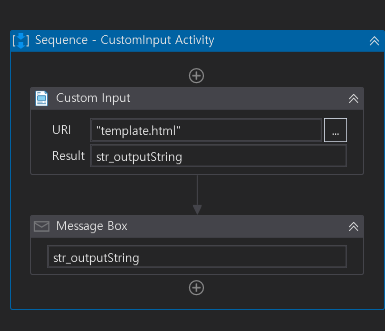 Sequence - CustomInput Activity
Custom Input
URI "template.html" ...
Result str_outputString
Message Box
str_outputString